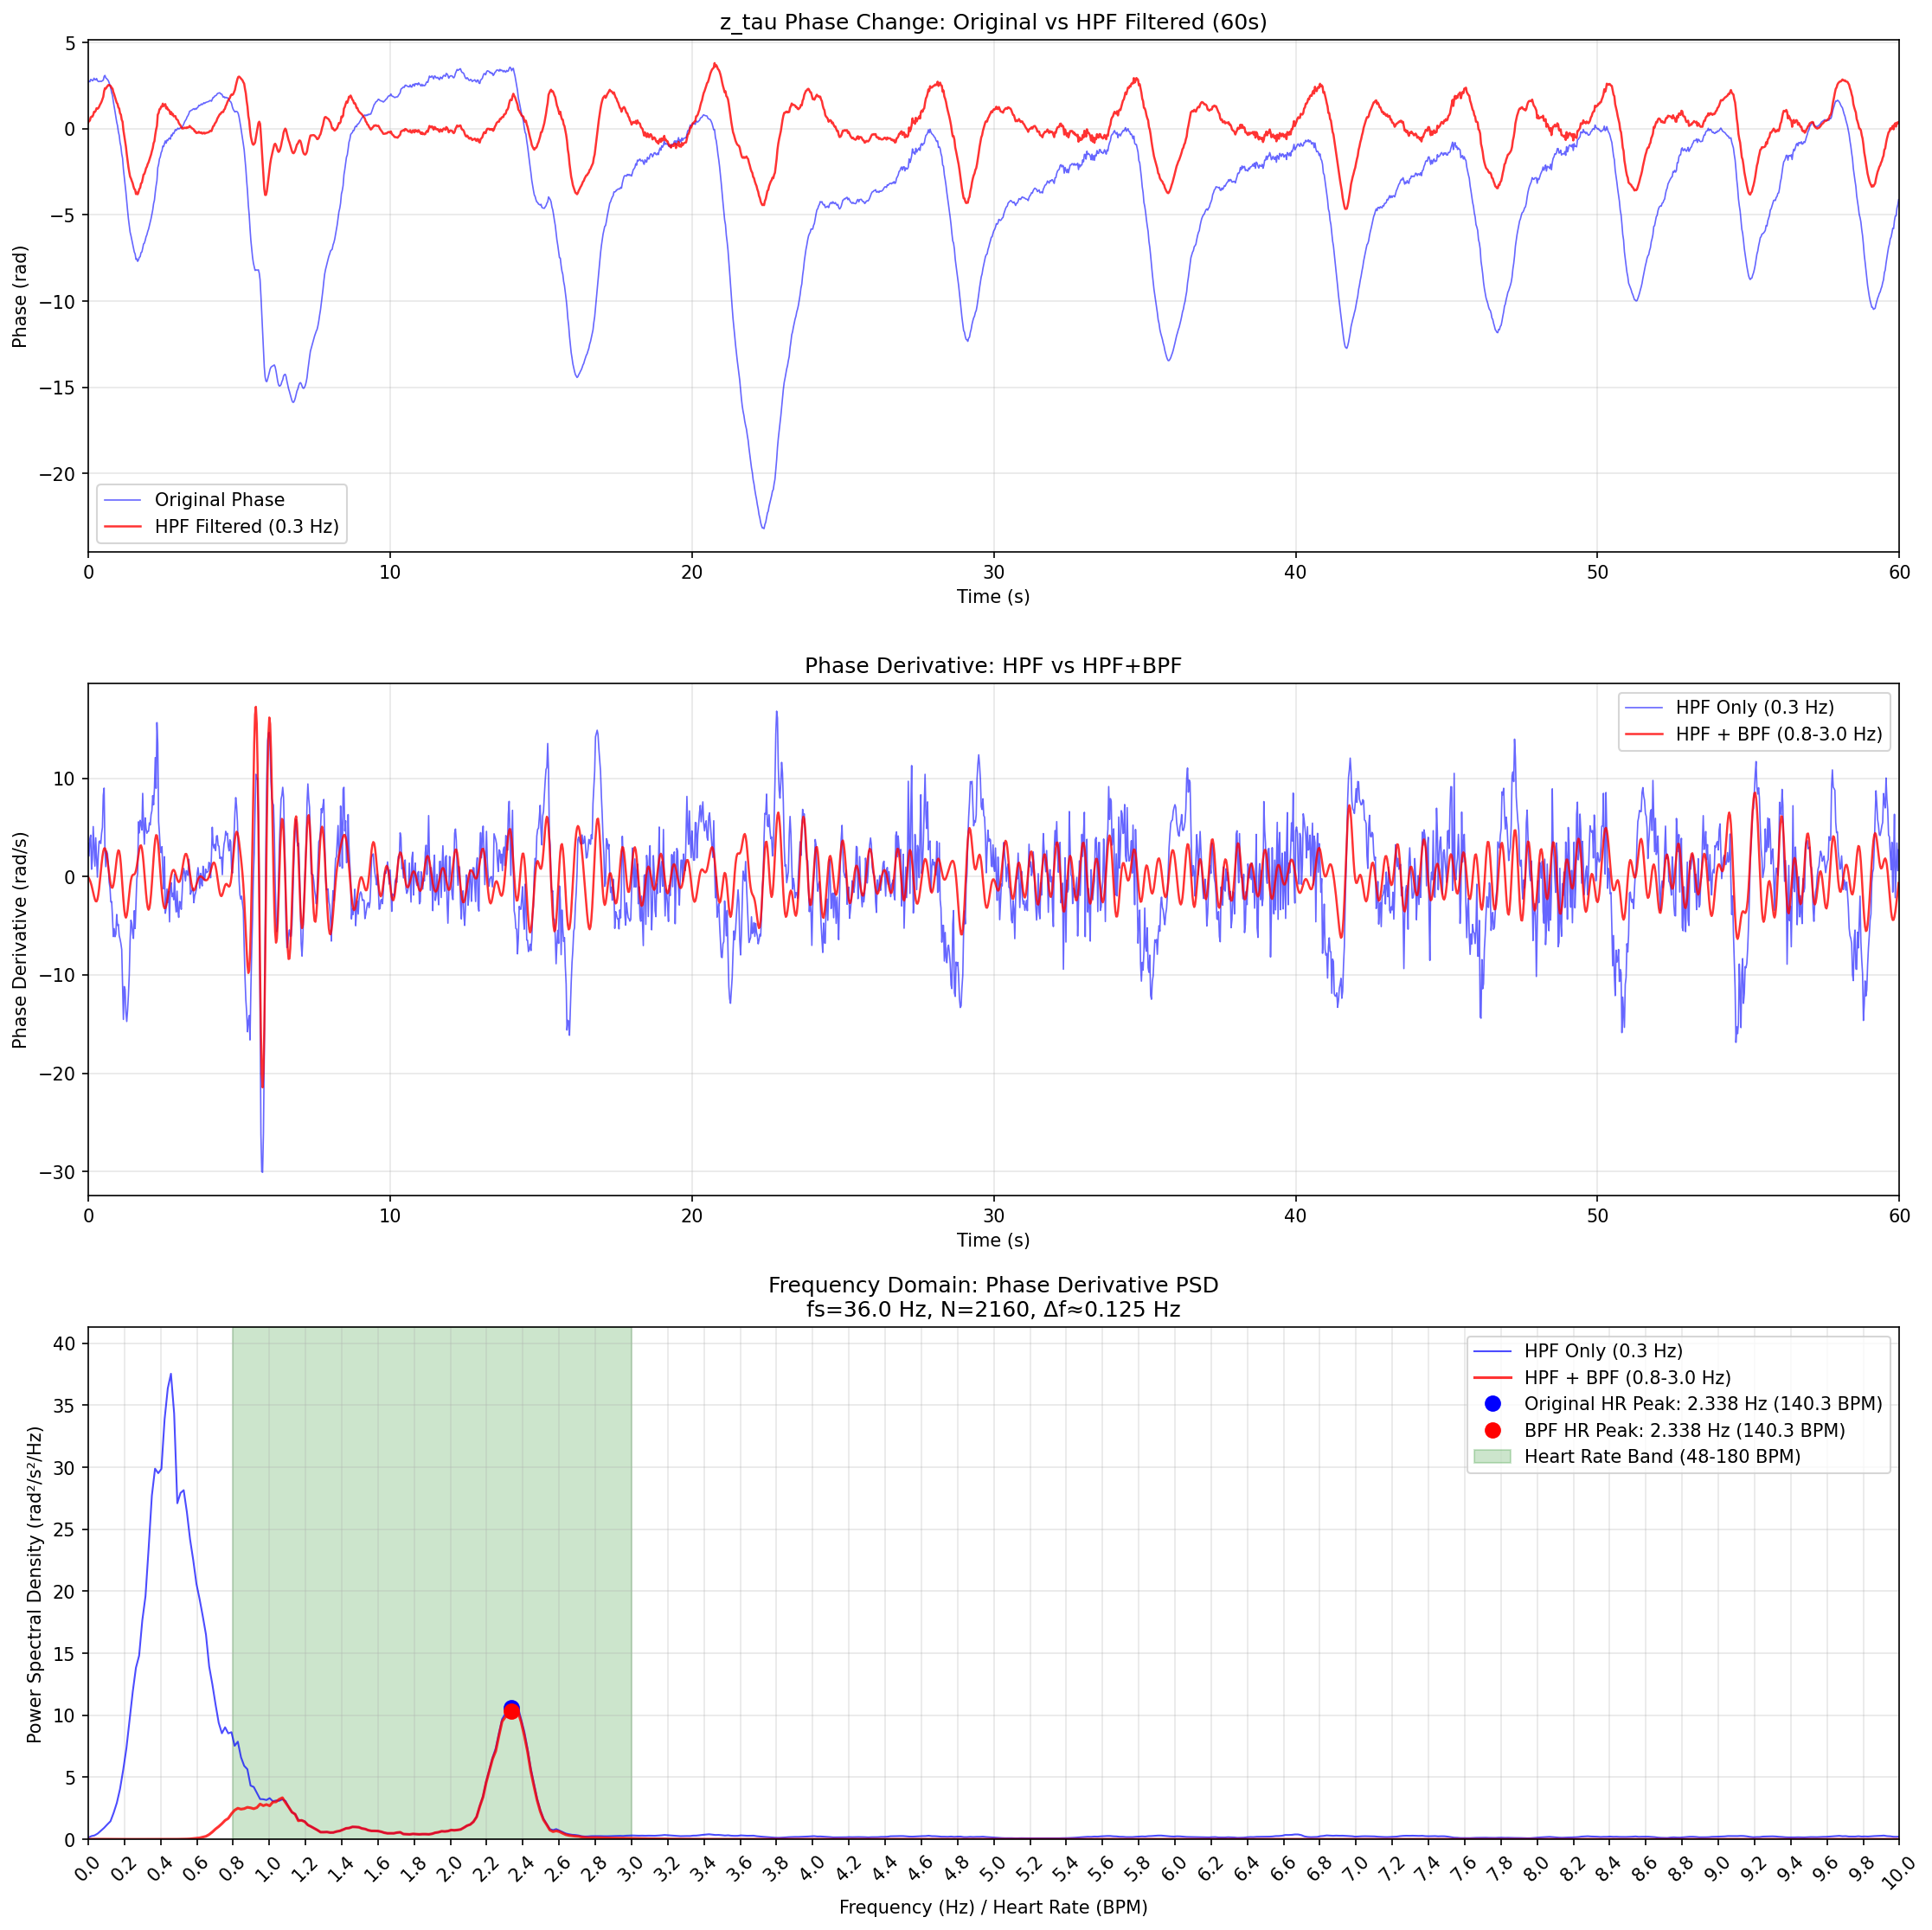 z_tau Phase Change: Original vs HPF Filtered (60s)
5
0
−5
−10
−15
−20
Phase (rad)
Original Phase
HPF Filtered (0.3 Hz)
0 10 20 30 40 50 60
Time (s)
Phase Derivative: HPF vs HPF+BPF
10
0
−10
−20
−30
Phase Derivative (rad/s)
HPF Only (0.3 Hz)
HPF + BPF (0.8-3.0 Hz)
0 10 20 30 40 50 60
Time (s)
Frequency Domain: Phase Derivative PSD
fs=36.0 Hz, N=2160, Δf≈0.125 Hz
40
35
30
25
20
15
10
5
0
Power Spectral Density (rad²/s²/Hz)
HPF Only (0.3 Hz)
HPF + BPF (0.8-3.0 Hz)
Original HR Peak: 2.338 Hz (140.3 BPM)
BPF HR Peak: 2.338 Hz (140.3 BPM)
Heart Rate Band (48-180 BPM)
0.0 0.2 0.4 0.6 0.8 1.0 1.2 1.4 1.6 1.8 2.0 2.2 2.4 2.6 2.8 3.0 3.2 3.4 3.6 3.8 4.0 4.2 4.4 4.6 4.8 5.0 5.2 5.4 5.6 5.8 6.0 6.2 6.4 6.6 6.8 7.0 7.2 7.4 7.6 7.8 8.0 8.2 8.4 8.6 8.8 9.0 9.2 9.4 9.6 9.8 10.0
Frequency (Hz) / Heart Rate (BPM)